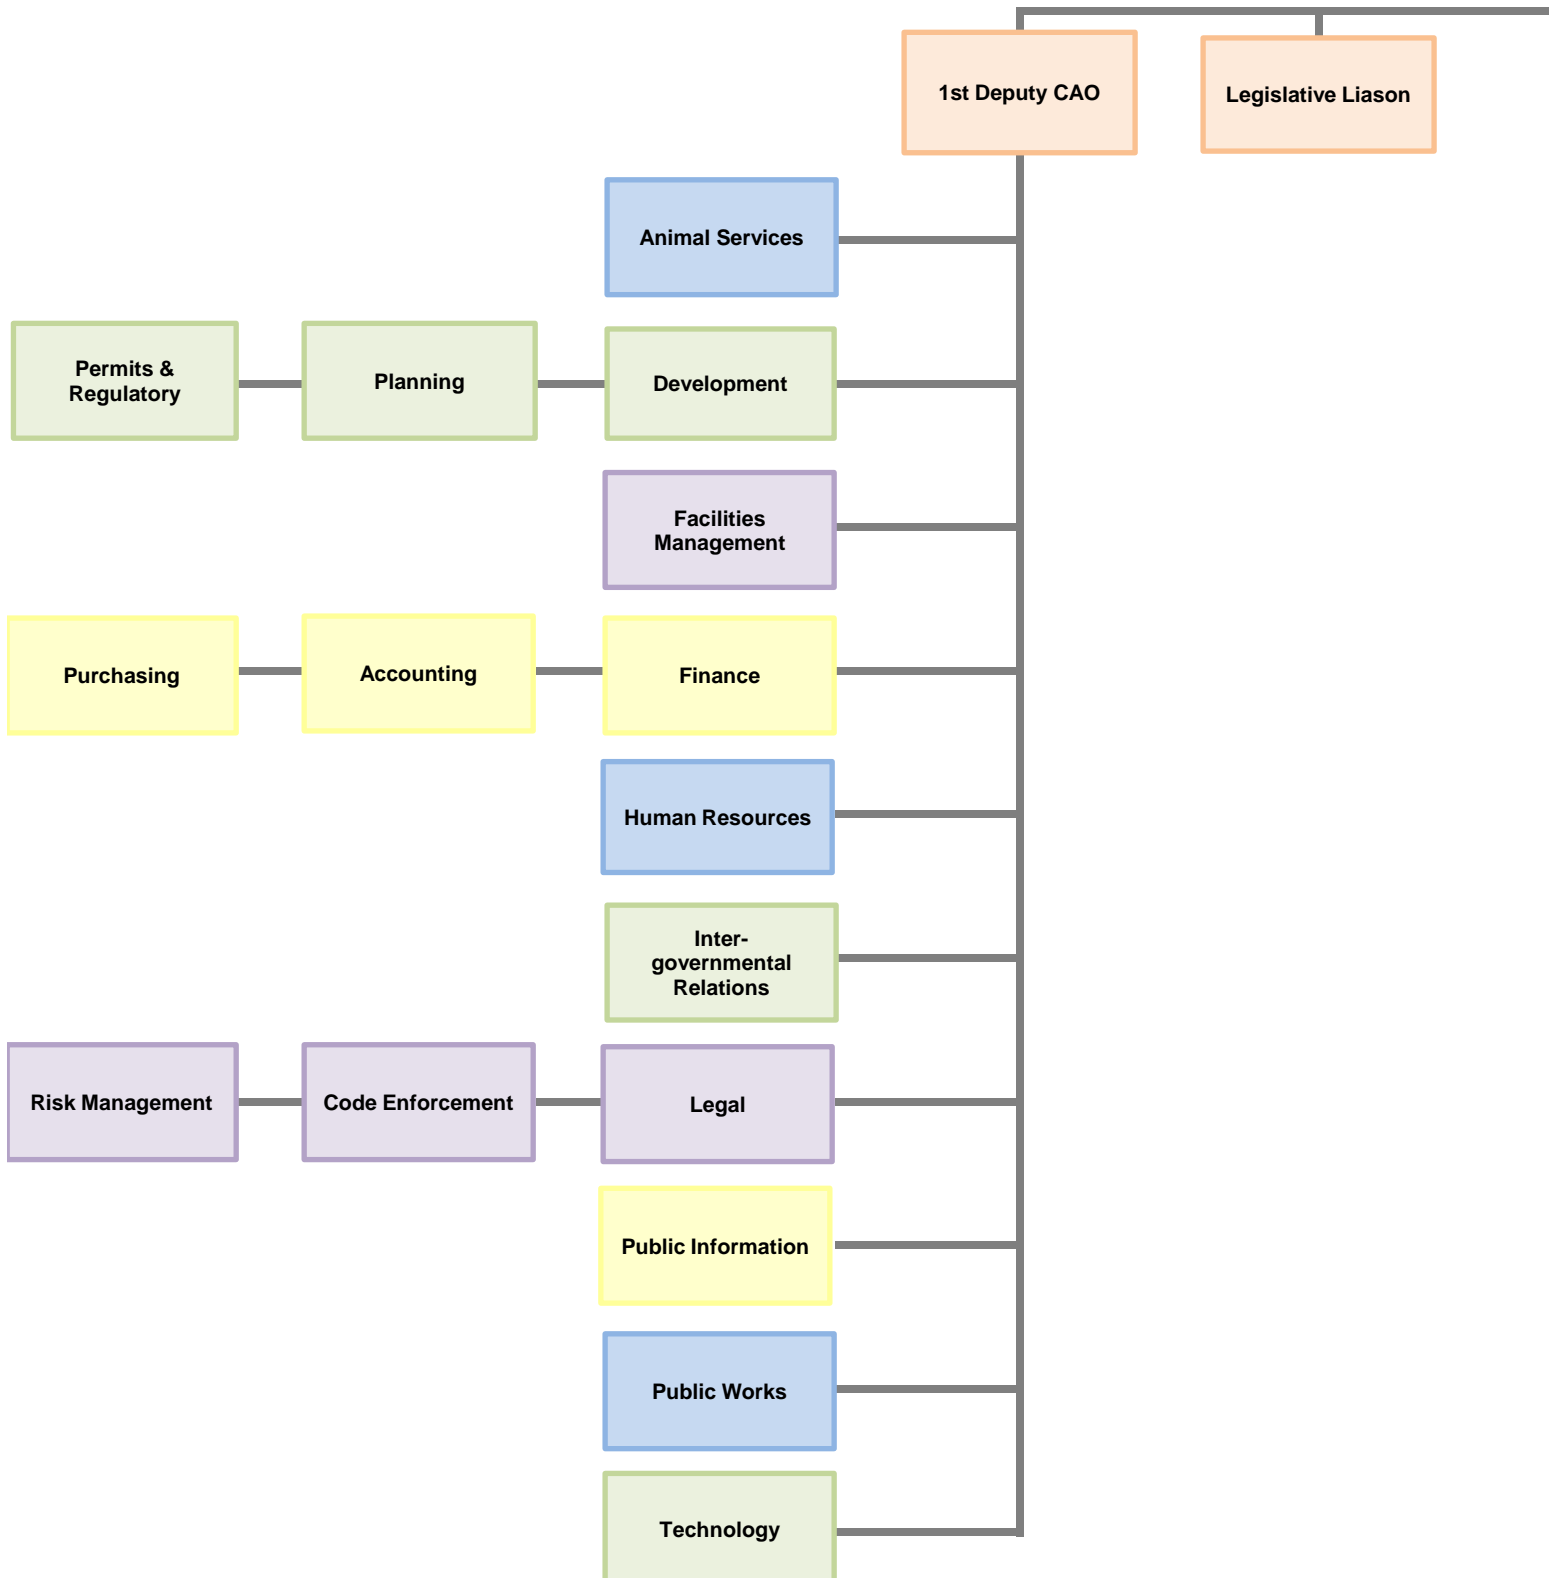 1st Deputy CAO
Legislative Liason
Animal Services
Permits &
Regulatory
Planning
Development
Facilities
Management
Purchasing
Accounting
Finance
Human Resources
Inter-
governmental
Relations
Risk Management
Code Enforcement
Legal
Public Information
Public Works
Technology